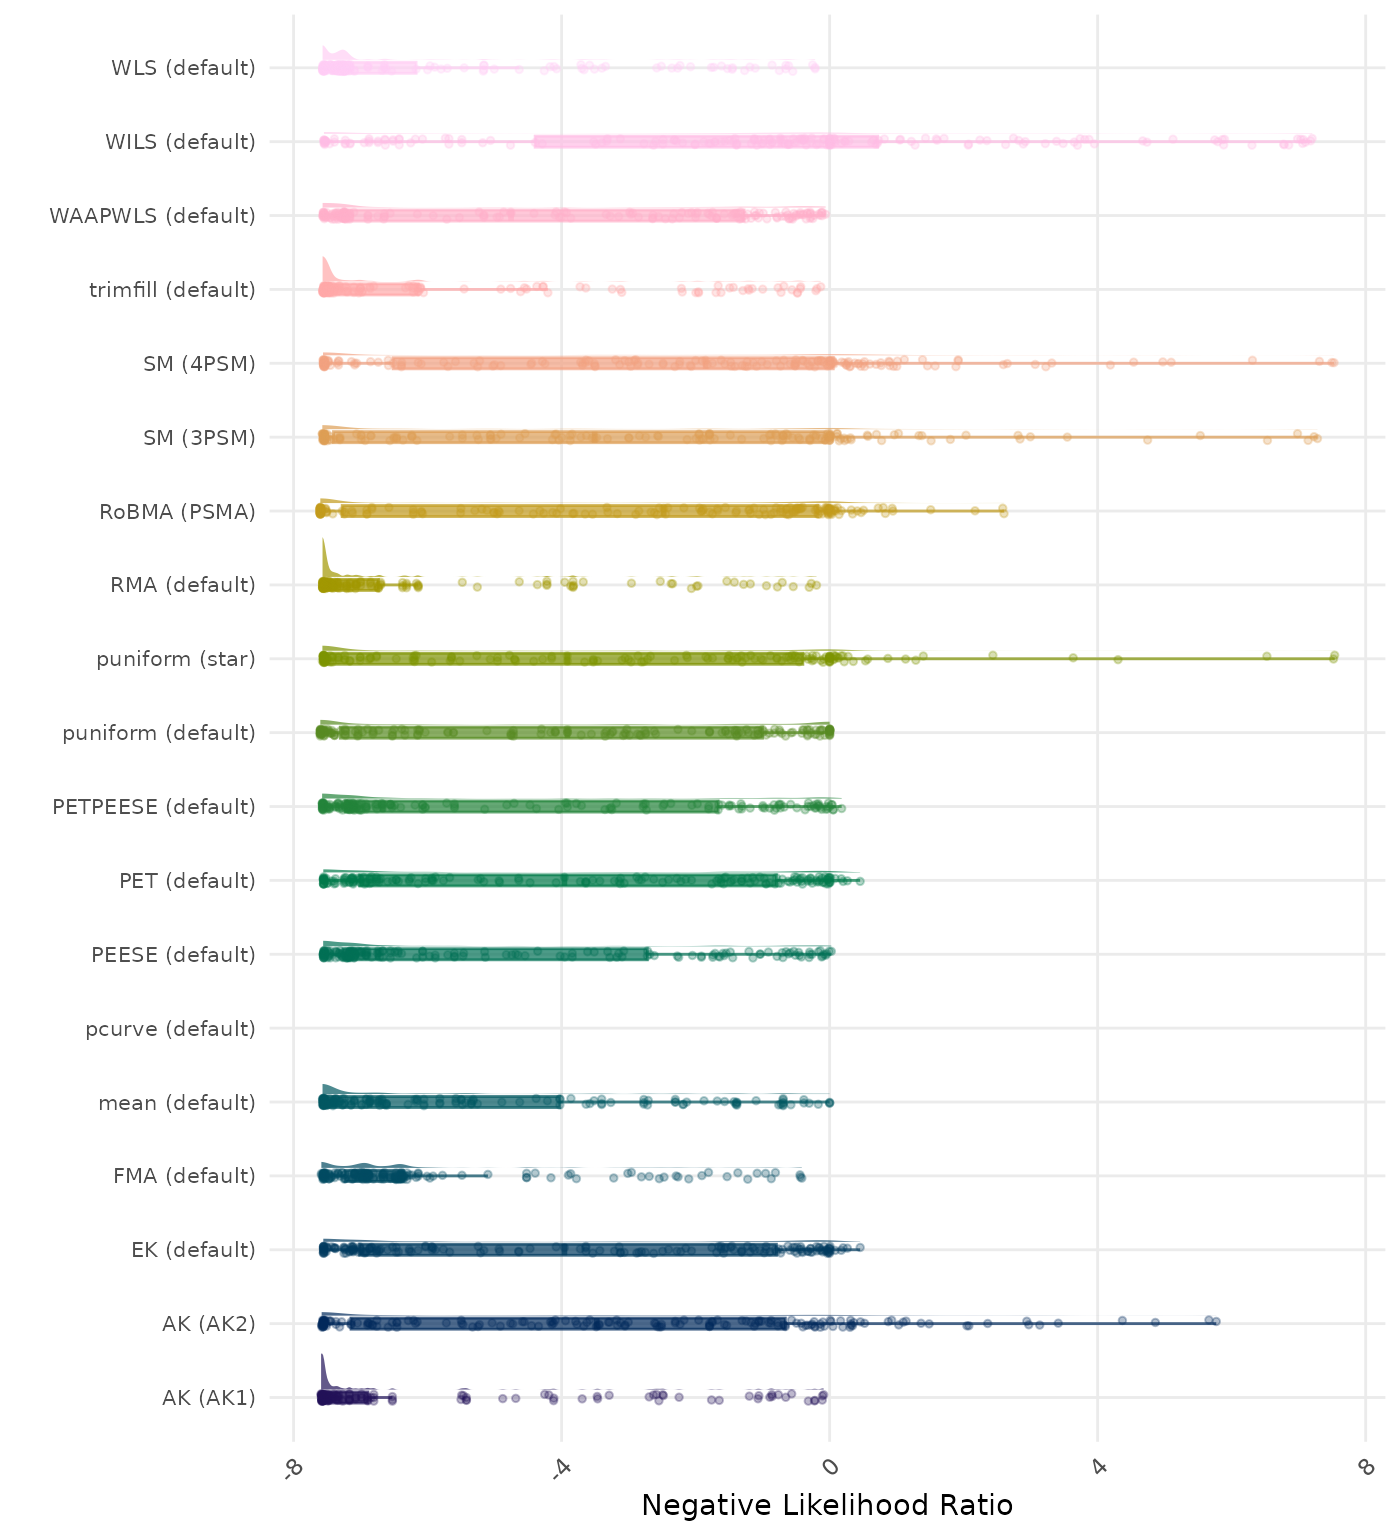 WLS (default)
WILS (default)
WAAPWLS (default)
trimfill (default)
SM (4PSM)
SM (3PSM)
RoBMA (PSMA)
RMA (default)
puniform (star)
puniform (default)
PETPEESE (default)
PET (default)
PEESE (default)
pcurve (default)
mean (default)
FMA (default)
EK (default)
AK (AK2)
AK (AK1)
-8 -4 0 4 8
Negative Likelihood Ratio